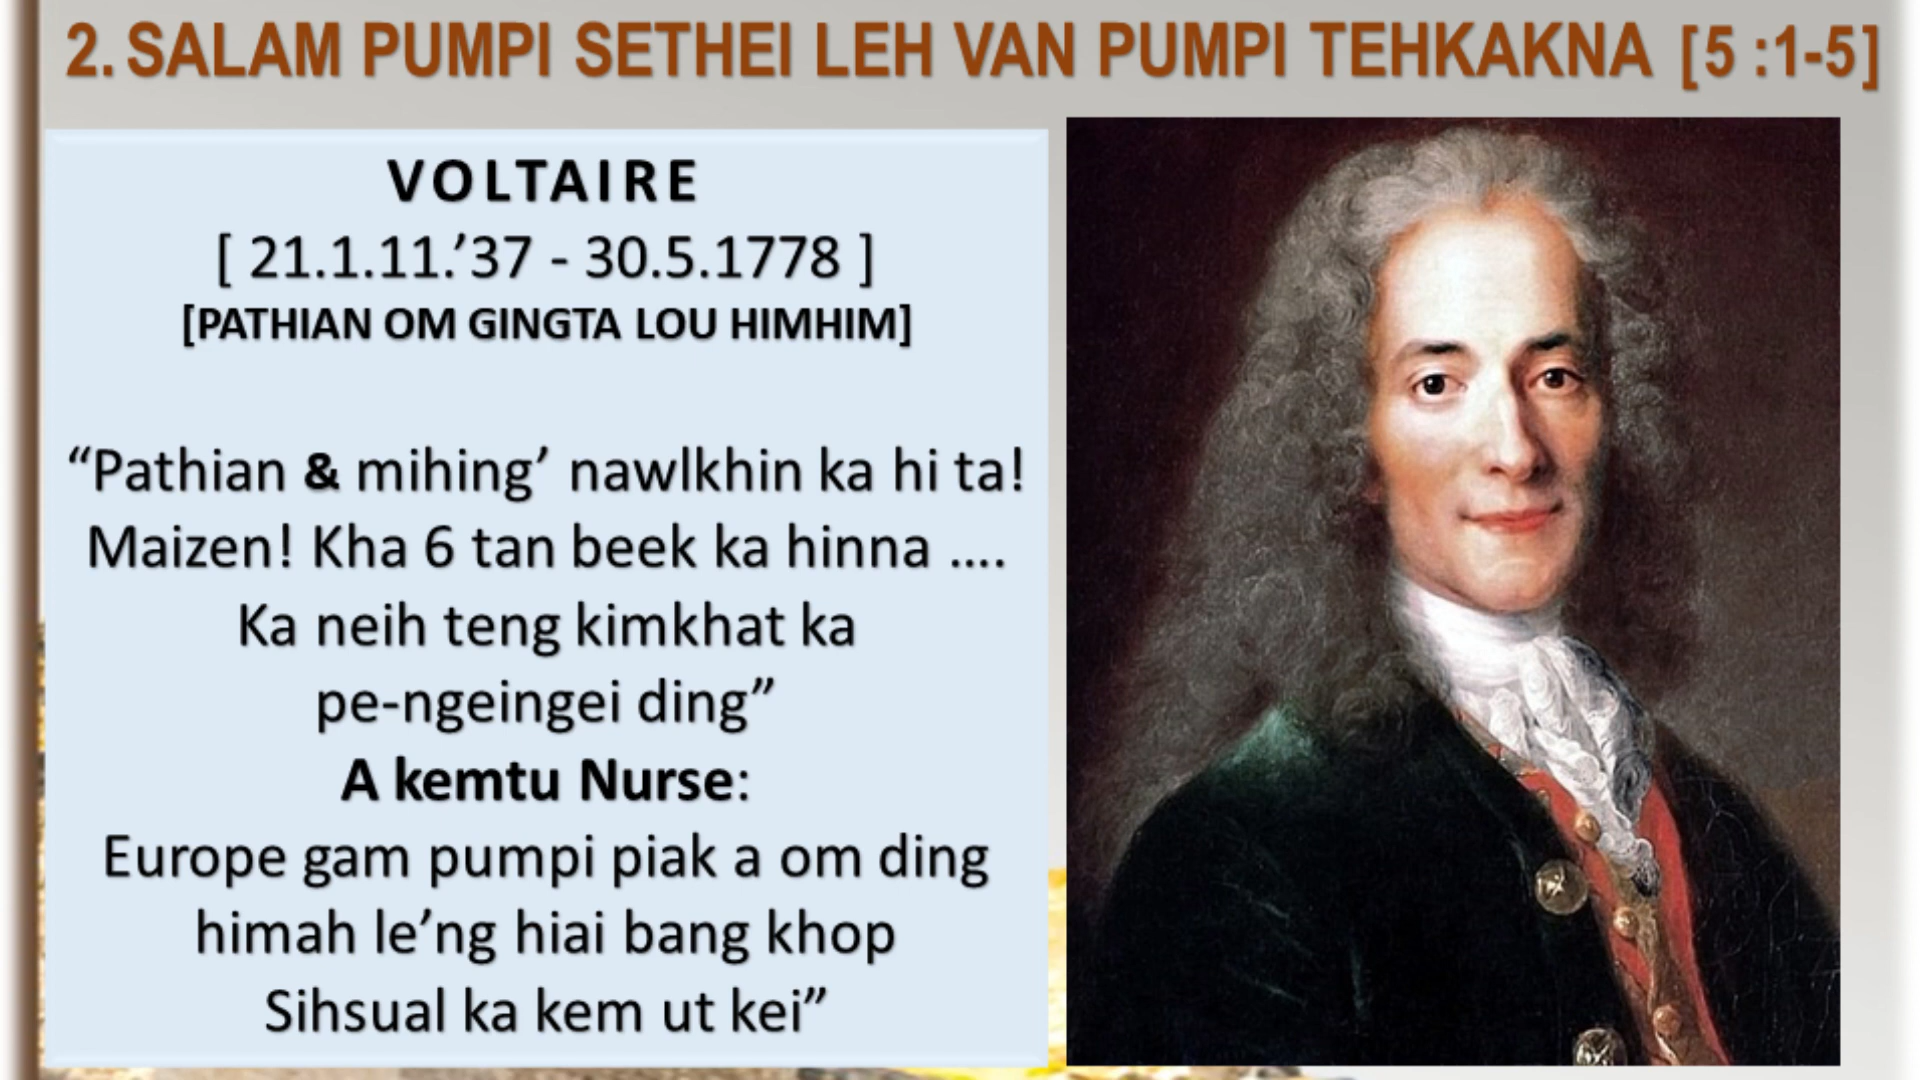 2. SALAM PUMPI SETHEI LEH VAN PUMPI TEHKAKNA [5 :1-5]
VOLTAIRE
[ 21.1.11.’37 - 30.5.1778 ]
[PATHIAN OM GINGTA LOU HIMHIM]
“Pathian & mihing’ nawlkhin ka hi ta!
Maizen! Kha 6 tan beek ka hinna ....
Ka neih teng kimkhat ka
pe-ngeingei ding”
A kemtu Nurse:
Europe gam pumpi piak a om ding
himah le’ng hiai bang khop
Sihsual ka kem ut kei”